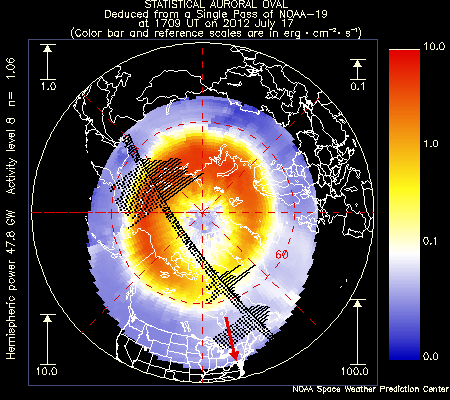 STATISTICAL AURORAL OVAL
Deduced from a Single Pass of NOAA-19
at 1709 UT on 2012 July 17
(Color bar and reference scales are in erg · cm⁻² · s⁻¹)
1.0
0.1
10.0
1.0
0.1
0.0
Hemispheric power 47.8 GW Activity level 8 n= 1.06
60
10.0
100.0
NOAA Space Weather Prediction Center